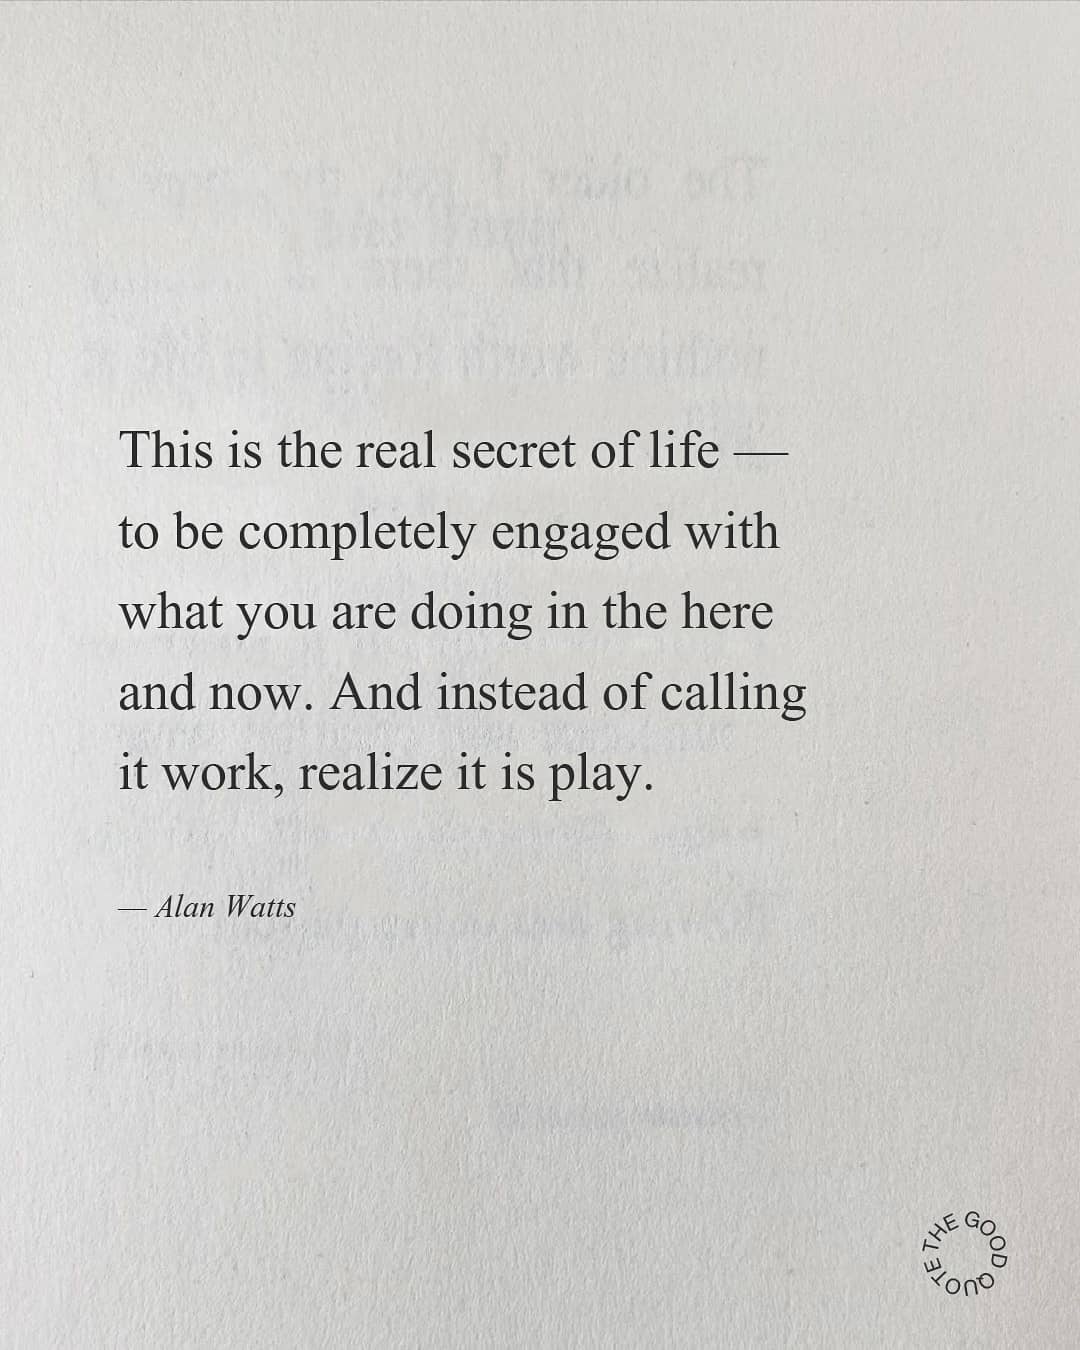 This is the real secret of life —
to be completely engaged with
what you are doing in the here
and now. And instead of calling
it work, realize it is play.
— Alan Watts
THE GOOD QUOTE